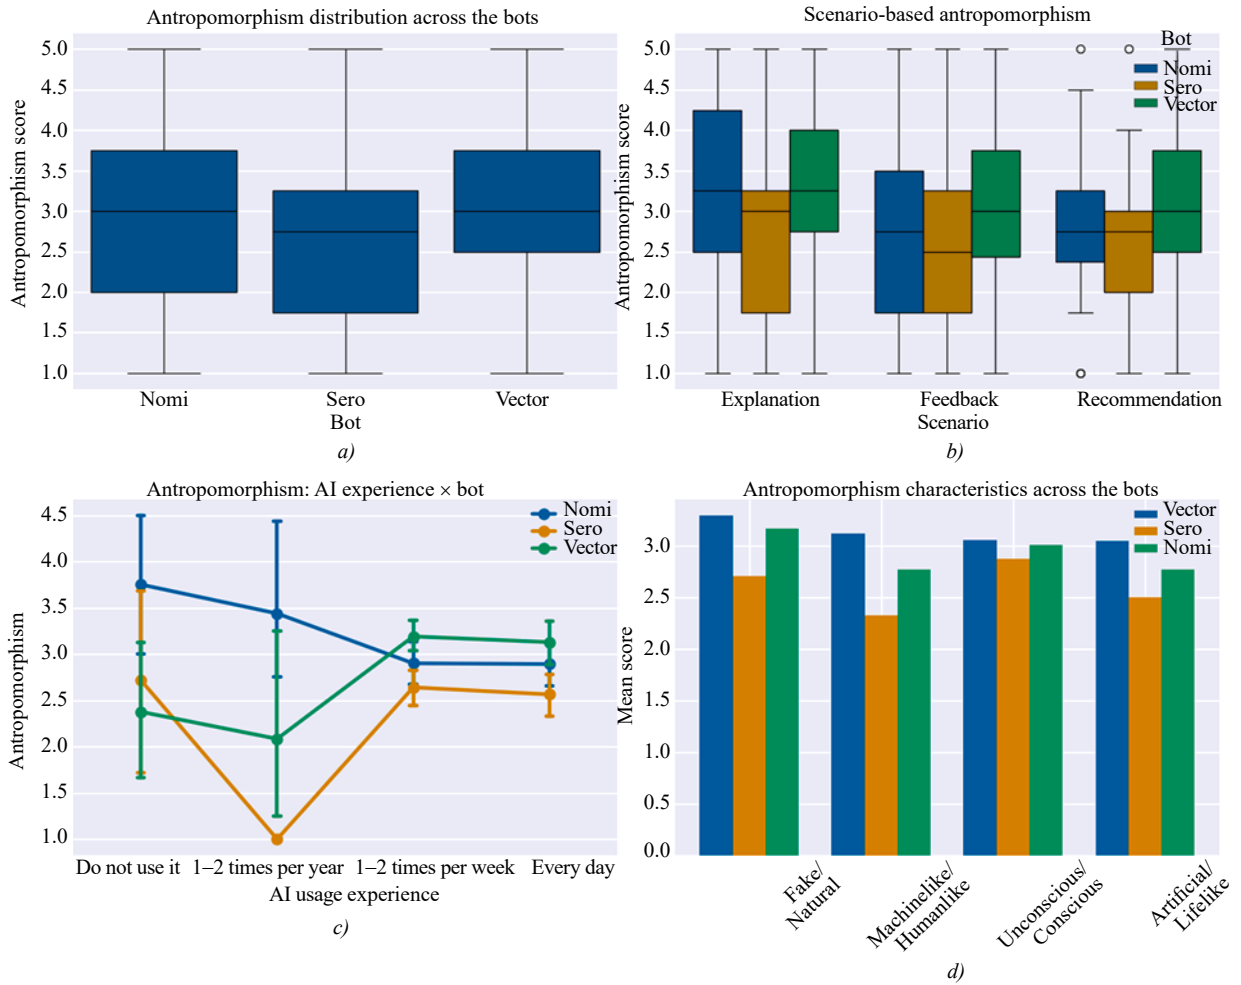 Antropomorphism distribution across the bots
Antropomorphism score
5.0
4.5
4.0
3.5
3.0
2.5
2.0
1.5
1.0
Nomi
Sero
Vector
Bot
a)
Scenario-based antropomorphism
Antropomorphism score
5.0
4.5
4.0
3.5
3.0
2.5
2.0
1.5
1.0
Bot
Nomi
Sero
Vector
Explanation
Feedback
Recommendation
Scenario
b)
Antropomorphism: AI experience × bot
Antropomorphism
4.5
4.0
3.5
3.0
2.5
2.0
1.5
1.0
Nomi
Sero
Vector
Do not use it
1–2 times per year
1–2 times per week
Every day
AI usage experience
c)
Antropomorphism characteristics across the bots
Mean score
3.0
2.5
2.0
1.5
1.0
0.5
0.0
Vector
Sero
Nomi
Fake/
Natural
Machinelike/
Humanlike
Unconscious/
Conscious
Artificial/
Lifelike
d)